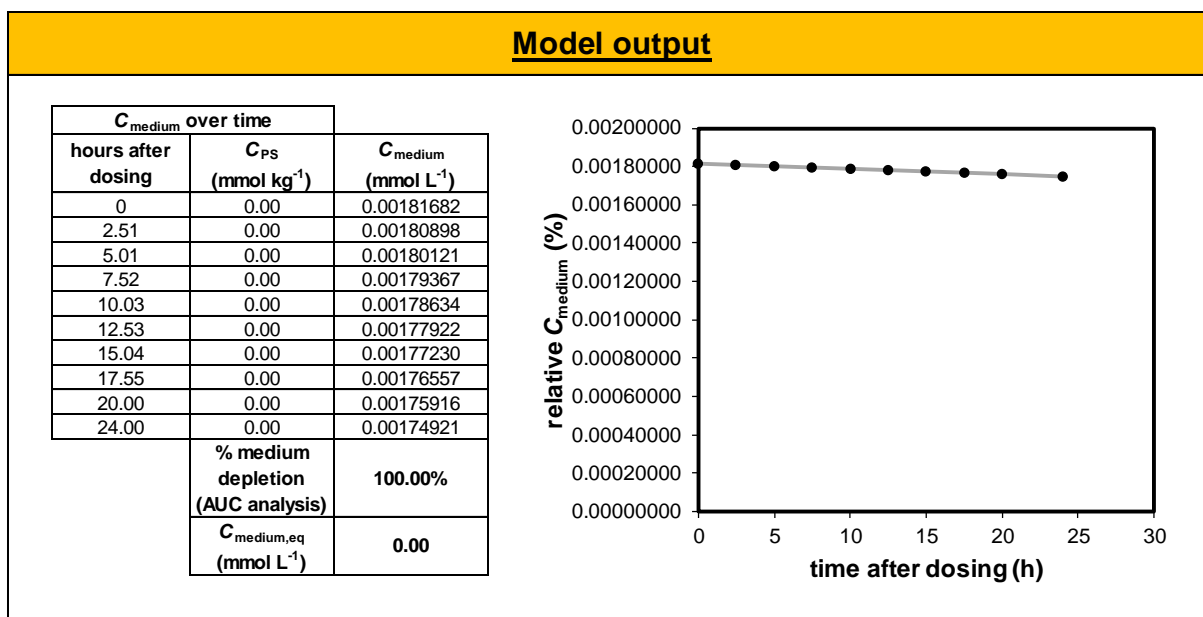 Model output
C medium over time
hours after dosing C PS (mmol kg-1) C medium (mmol L-1)
0 0.00 0.00181682
2.51 0.00 0.00180898
5.01 0.00 0.00180121
7.52 0.00 0.00179367
10.03 0.00 0.00178634
12.53 0.00 0.00177922
15.04 0.00 0.00177230
17.55 0.00 0.00176557
20.00 0.00 0.00175916
24.00 0.00 0.00174921
% medium depletion (AUC analysis) 100.00%
C medium,eq (mmol L-1) 0.00
relative C medium (%)
0.00200000
0.00180000
0.00160000
0.00140000
0.00120000
0.00100000
0.00080000
0.00060000
0.00040000
0.00020000
0.00000000
0 5 10 15 20 25 30
time after dosing (h)